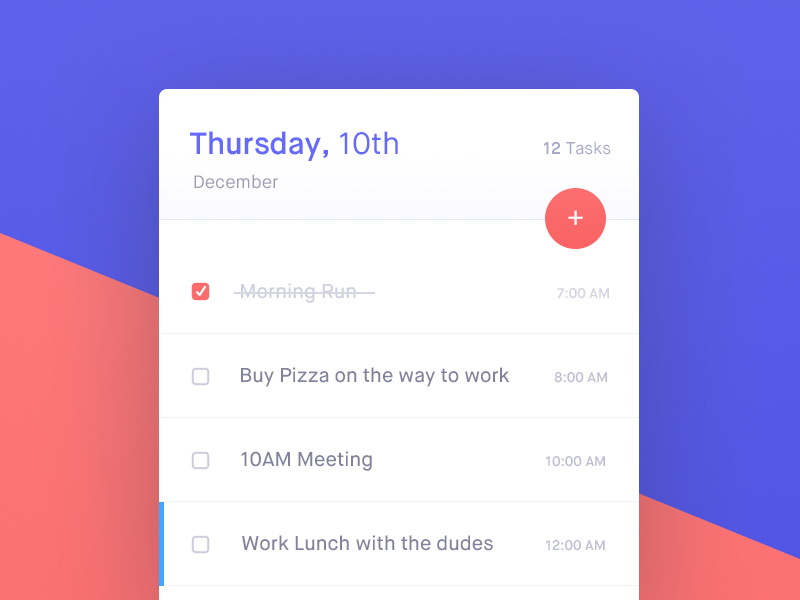 Thursday, 10th
12 Tasks
December
+
Morning Run
7:00 AM
Buy Pizza on the way to work
8:00 AM
10AM Meeting
10:00 AM
Work Lunch with the dudes
12:00 AM